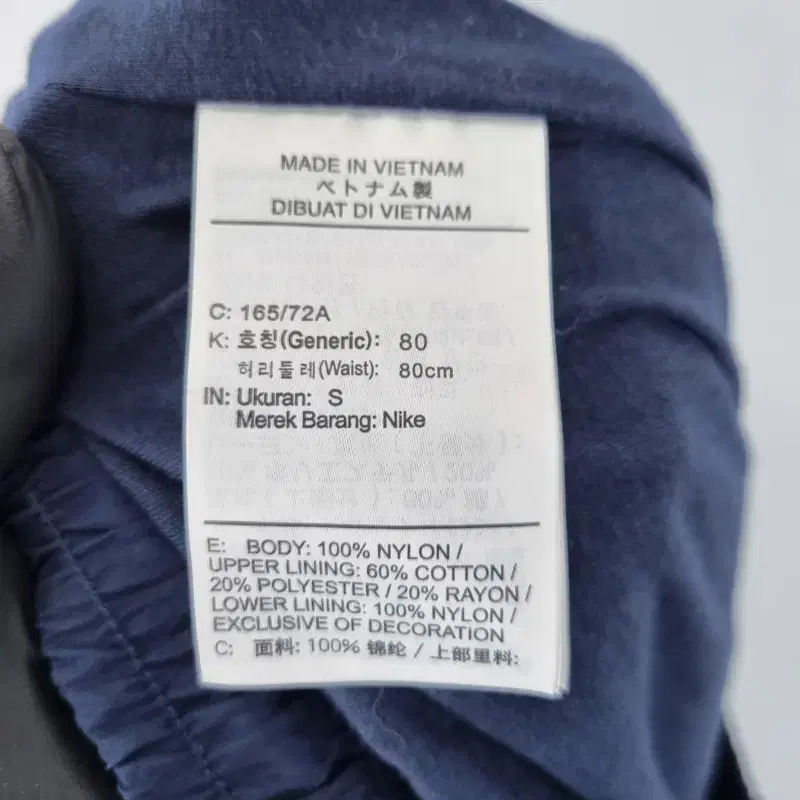 MADE IN VIETNAM
ベトナム製
DIBUAT DI VIETNAM
C: 165/72A
K: 호칭(Generic): 80
허리둘레(Waist): 80cm
IN: Ukuran: S
Merek Barang: Nike
E: BODY: 100% NYLON /
UPPER LINING: 60% COTTON /
20% POLYESTER / 20% RAYON /
LOWER LINING: 100% NYLON /
EXCLUSIVE OF DECORATION
C: 面料: 100% 锦纶 / 上部里料: